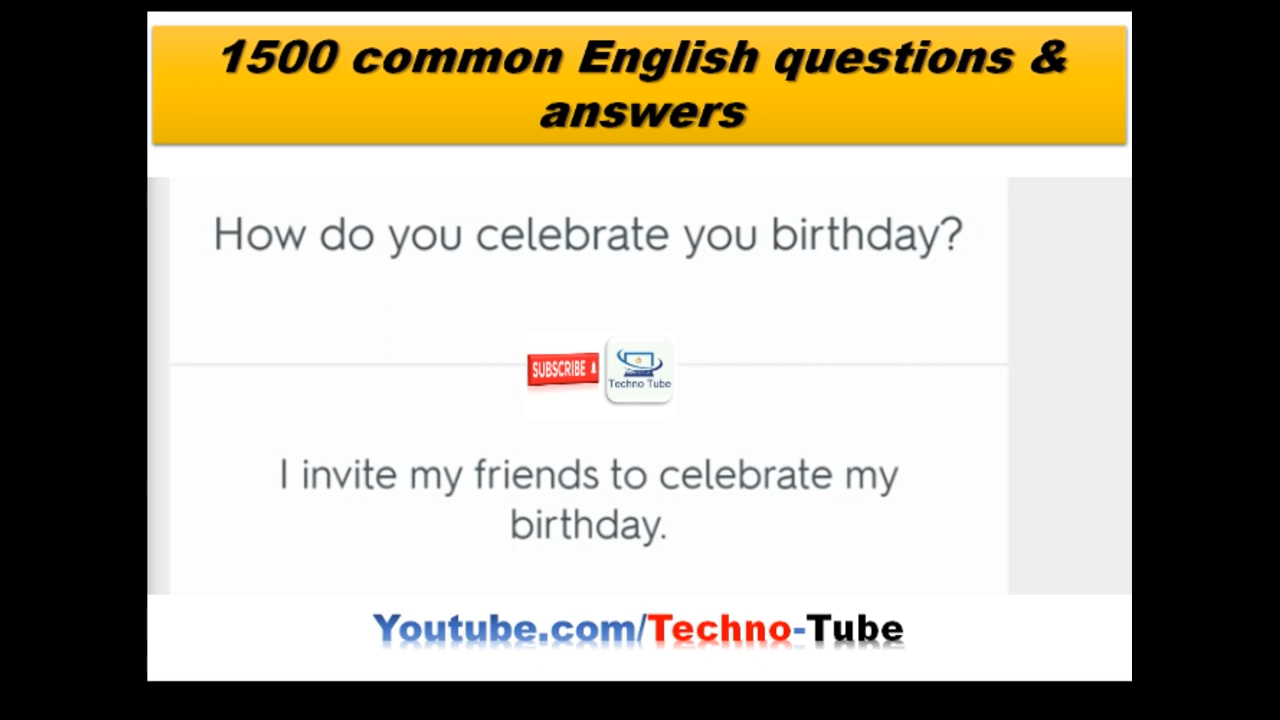 1500 common English questions &
answers
How do you celebrate you birthday?
SUBSCRIBE
Techno Tube
I invite my friends to celebrate my
birthday.
Youtube.com/Techno-Tube